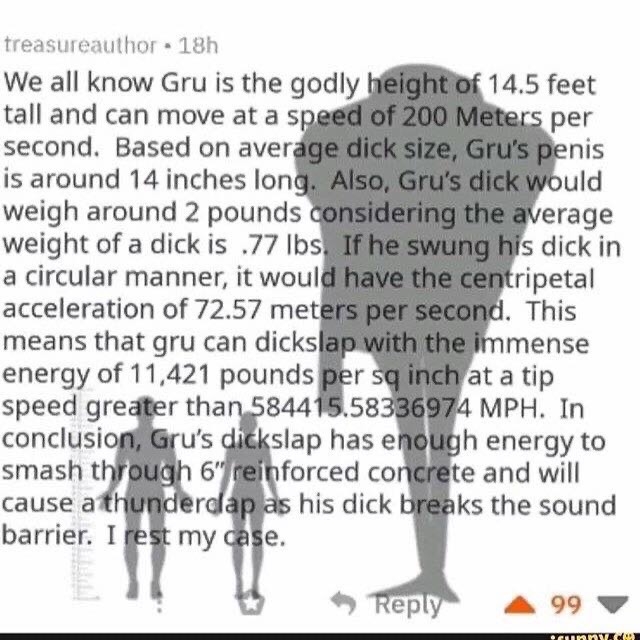 treasureauthor • 18h
We all know Gru is the godly height of 14.5 feet
tall and can move at a speed of 200 Meters per
second. Based on average dick size, Gru's penis
is around 14 inches long. Also, Gru's dick would
weigh around 2 pounds considering the average
weight of a dick is .77 lbs. If he swung his dick in
a circular manner, it would have the centripetal
acceleration of 72.57 meters per second. This
means that gru can dickslap with the immense
energy of 11,421 pounds per sq inch at a tip
speed greater than 584415.58336974 MPH. In
conclusion, Gru's dickslap has enough energy to
smash through 6" reinforced concrete and will
cause a thunderclap as his dick breaks the sound
barrier. I rest my case.
Reply 99